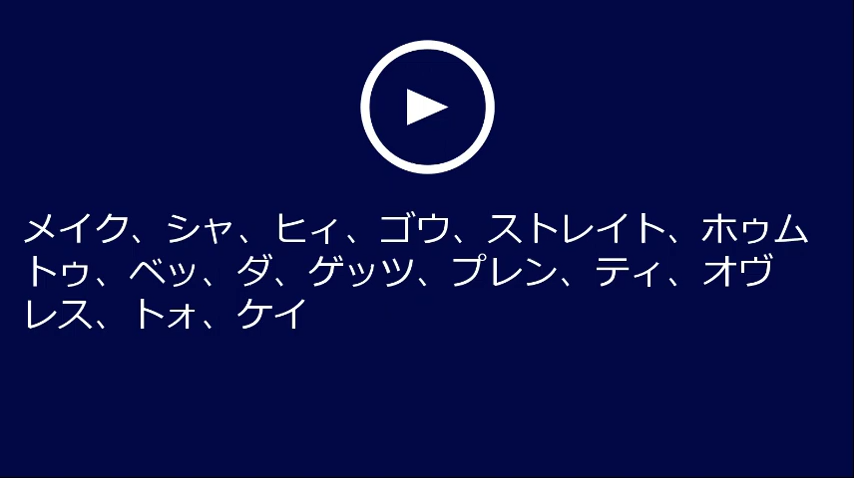 メイク、シャ、ヒィ、ゴウ、ストレイト、ホゥム
トゥ、ベッ、ダ、ゲッツ、プレン、ティ、オヴ
レス、トォ、ケイ